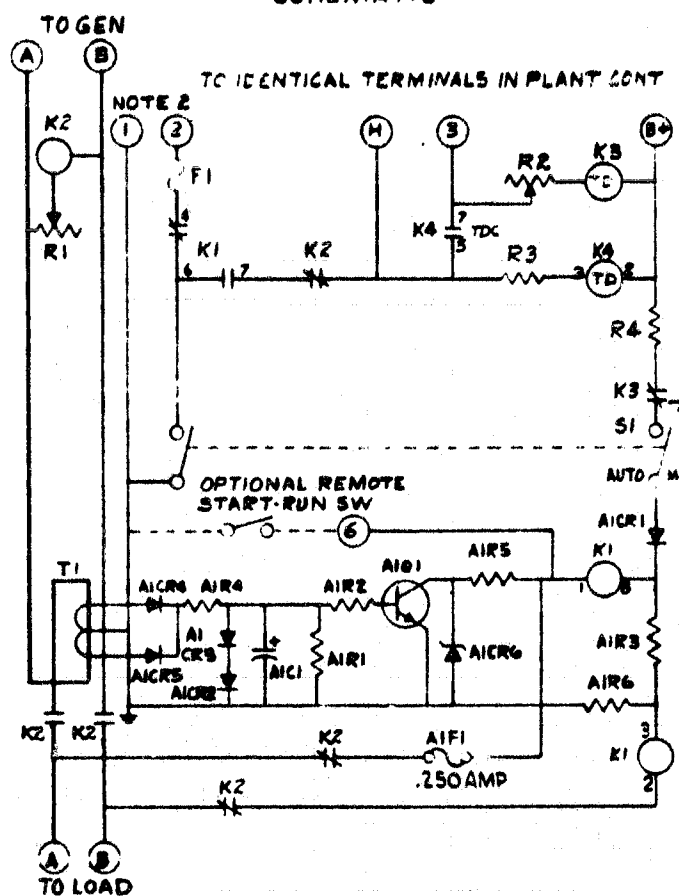 TO GEN
A
B
TO IDENTICAL TERMINALS IN PLANT CONT
NOTE 2
K2
1
2
H
3
B+
F1
R2
K3
TD
R1
4
K4
7
TDC
5
K1
K2
6
7
R3
K4
3
TD
2
R4
K3
S1
OPTIONAL REMOTE
START-RUN SW
AUTO
6
A1CR1
T1
A1CR4
A1R4
A1R2
A1Q1
A1R5
K1
1
8
A1
CR3
A1CR2
A1C1
+
A1R1
A1CR6
A1R3
A1CR5
A1R6
K2
K2
K2
A1F1
.250 AMP
3
K1
2
K2
A
B
TO LOAD